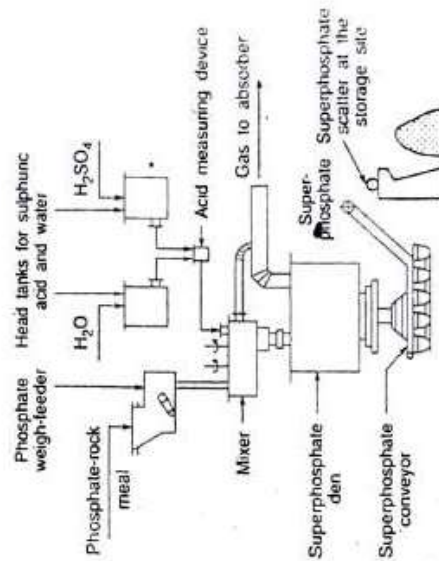 Phosphate
weigh-feeder
Phosphate-rock
meal
Head tanks for sulphunc
acid and water
H₂O
H₂SO₄
Acid measuring device
Gas to absorber
Mixer
Super-
phosphate
Superphosphate
scatter at the
storage site
Superphosphate
den
Superphosphate
conveyor